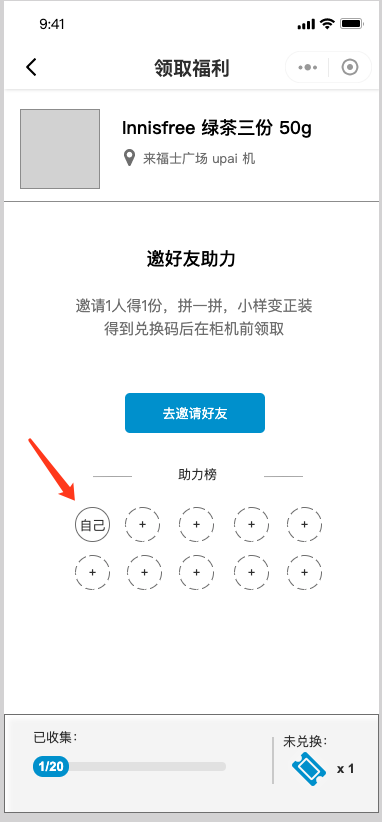 9:41
领取福利
Innisfree 绿茶三份 50g
来福士广场 upai 机
邀好友助力
邀请1人得1份，拼一拼，小样变正装
得到兑换码后在柜机前领取
去邀请好友
助力榜
自己 + + + +
+ + + + +
已收集：
1/20
未兑换：
x 1